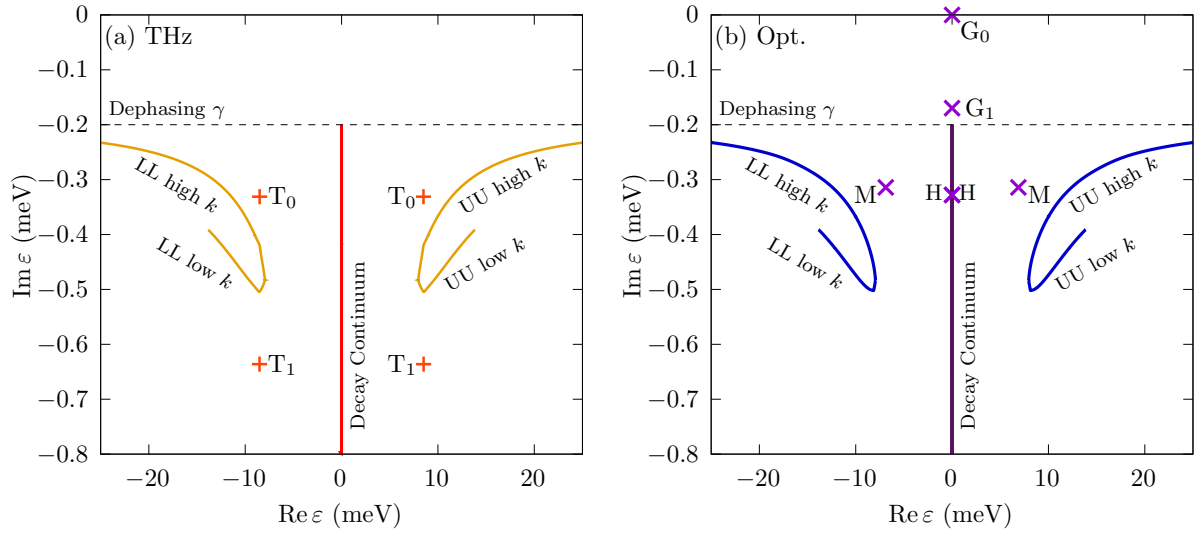 (a) THz
Dephasing γ
LL high k
LL low k
UU high k
UU low k
T₀
T₀
T₁
T₁
Decay Continuum
0
−0.1
−0.2
−0.3
−0.4
−0.5
−0.6
−0.7
−0.8
Im ε (meV)
−20
−10
0
10
20
Re ε (meV)
(b) Opt.
G₀
G₁
Dephasing γ
LL high k
LL low k
UU high k
UU low k
M
H
H
M
Decay Continuum
0
−0.1
−0.2
−0.3
−0.4
−0.5
−0.6
−0.7
−0.8
Im ε (meV)
−20
−10
0
10
20
Re ε (meV)